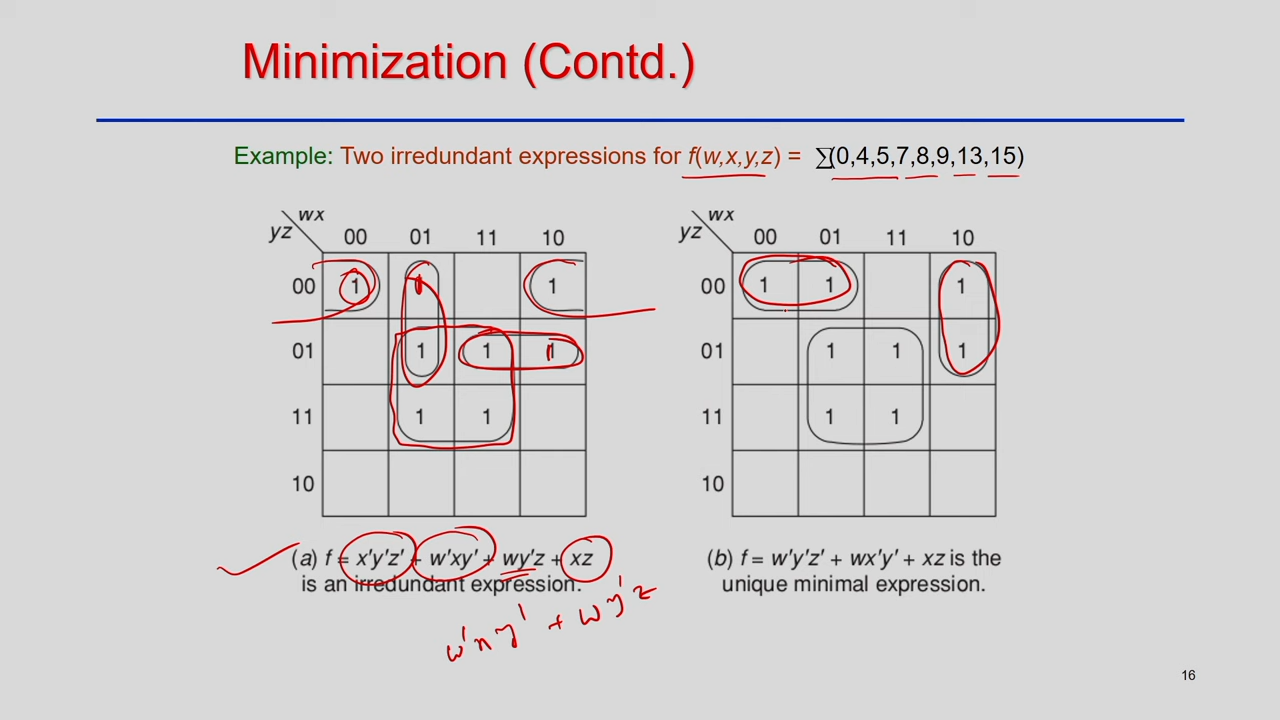 Minimization (Contd.)
Example: Two irredundant expressions for f(w,x,y,z) = ∑(0,4,5,7,8,9,13,15)
wx
yz 00 01 11 10
00 1 1 1
01 1 1 1
11 1 1
10
(a) f = x′y′z′ + w′xy′ + wy′z + xz
is an irredundant expression.
w′xy′ + wy′z
wx
yz 00 01 11 10
00 1 1 1
01 1 1 1
11 1 1
10
(b) f = w′y′z′ + wx′y′ + xz is the
unique minimal expression.
16